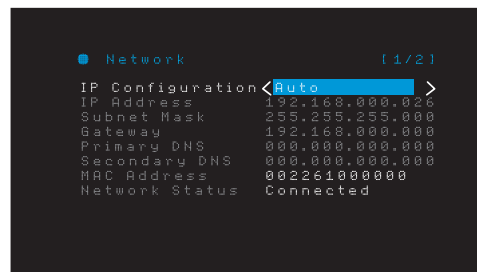 Network [1/2]
IP Configuration Auto
IP Address 192.168.000.026
Subnet Mask 255.255.255.000
Gateway 192.168.000.000
Primary DNS 000.000.000.000
Secondary DNS 000.000.000.000
MAC Address 002261000000
Network Status Connected